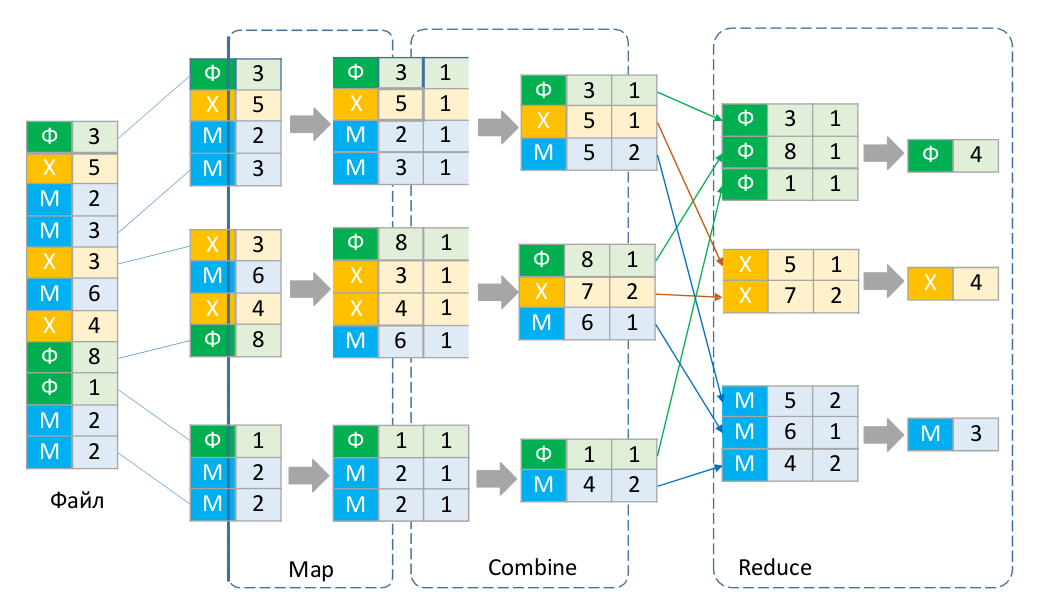 Ф 3
Х 5
М 2
М 3
Х 3
М 6
Х 4
Ф 8
Ф 1
М 2
М 2
Файл
Ф 3
Х 5
М 2
М 3
Х 3
М 6
Х 4
Ф 8
Ф 1
М 2
М 2
Ф 3 1
Х 5 1
М 2 1
М 3 1
Ф 8 1
Х 3 1
Х 4 1
М 6 1
Ф 1 1
М 2 1
М 2 1
Map
Ф 3 1
Х 5 1
М 5 2
Ф 8 1
Х 7 2
М 6 1
Ф 1 1
М 4 2
Combine
Ф 3 1
Ф 8 1
Ф 1 1
Х 5 1
Х 7 2
М 5 2
М 6 1
М 4 2
Ф 4
Х 4
М 3
Reduce